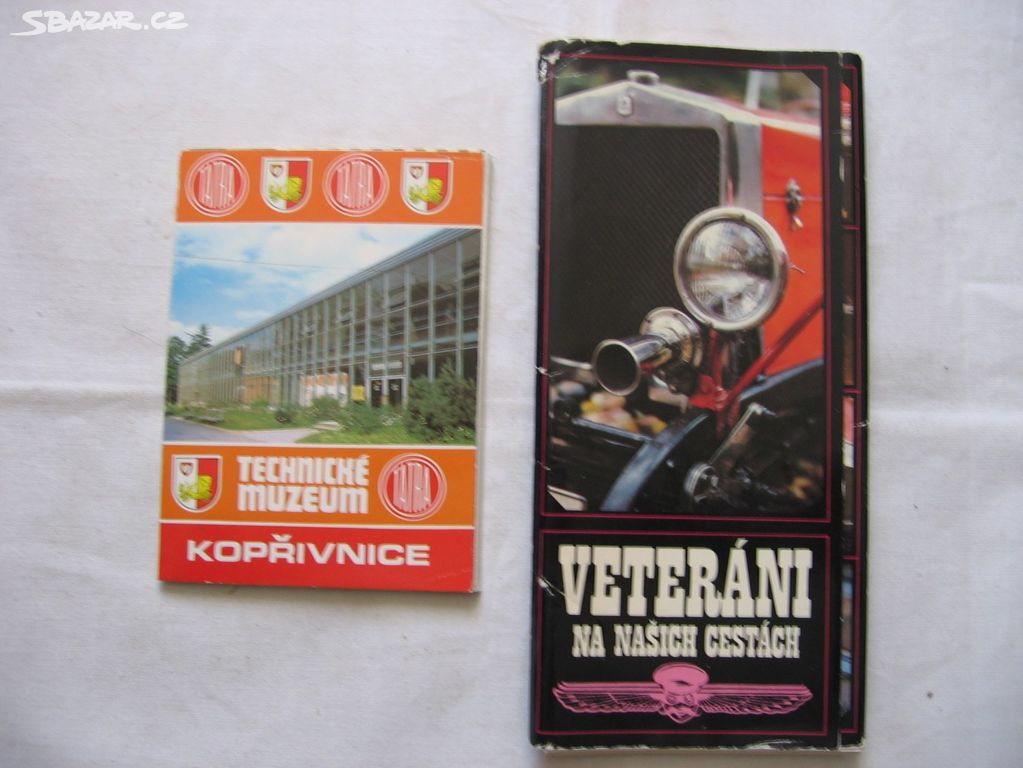 SBAZAR.CZ
TATRA TATRA
TECHNICKÉ
MUZEUM
TATRA
KOPŘIVNICE
VETERÁNI
NA NAŠICH CESTÁCH